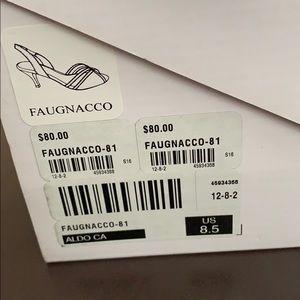 FAUGNACCO
$80.00
FAUGNACCO-81
S16
12-8-2 45934368
$80.00
FAUGNACCO-81
S16
12-8-2 45934368
45934368
12-8-2
FAUGNACCO-81
ALDO CA
US
8.5